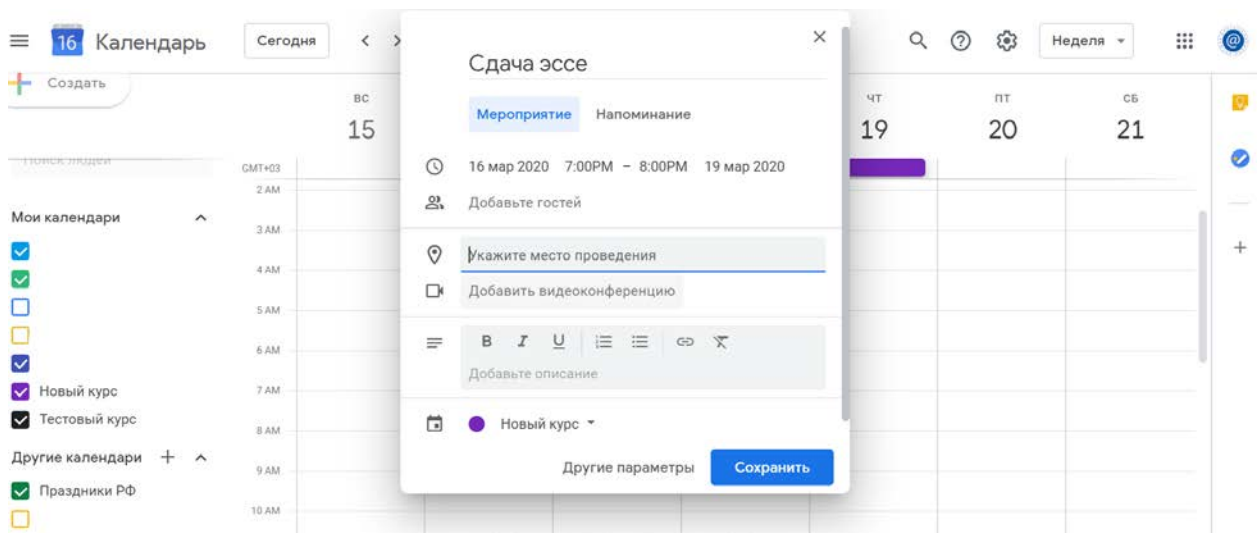 16 Календарь Сегодня Неделя
Создать
Сдача эссе
Мероприятие Напоминание
ВС ЧТ ПТ СБ
15 19 20 21
Поиск людей
GMT+03
16 мар 2020 7:00PM – 8:00PM 19 мар 2020
2 AM
Добавьте гостей
Мои календари
3 AM
Укажите место проведения
4 AM
Добавить видеоконференцию
5 AM
B I U
6 AM
Добавьте описание
Новый курс
7 AM
Тестовый курс
8 AM
Новый курс
Другие календари
9 AM
Другие параметры Сохранить
Праздники РФ
10 AM